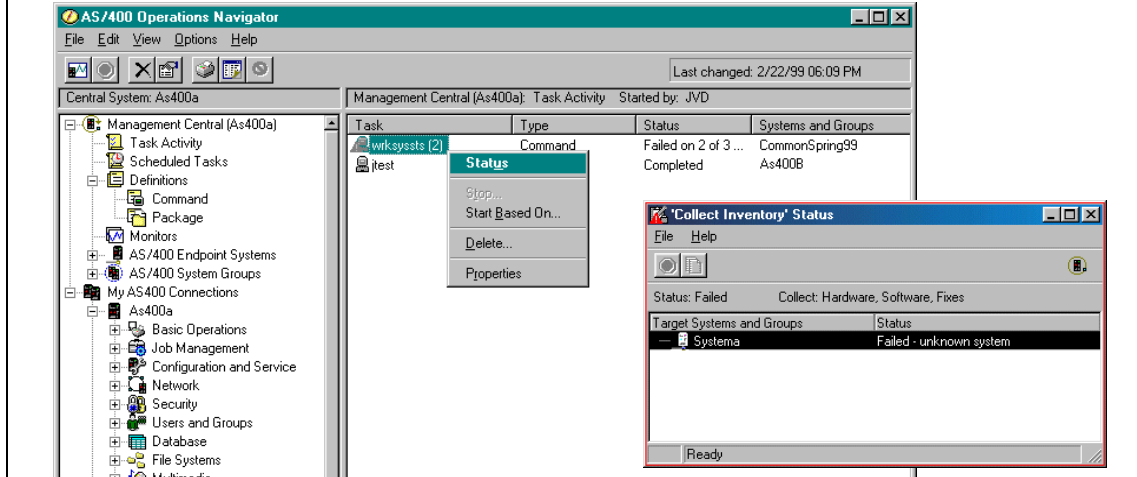 AS/400 Operations Navigator
File Edit View Options Help
Last changed: 2/22/99 06:09 PM
Central System: As400a
Management Central (As400a): Task Activity Started by: JVD
Management Central (As400a)
Task Activity
Scheduled Tasks
Definitions
Command
Package
Monitors
AS/400 Endpoint Systems
AS/400 System Groups
My AS400 Connections
As400a
Basic Operations
Job Management
Configuration and Service
Network
Security
Users and Groups
Database
File Systems
Multimedia
Task Type Status Systems and Groups
wrksyssts (2) Command Failed on 2 of 3 ... CommonSpring99
jtest Completed As400B
Status
Stop...
Start Based On...
Delete...
Properties
'Collect Inventory' Status
File Help
Status: Failed Collect: Hardware, Software, Fixes
Target Systems and Groups Status
Systema Failed - unknown system
Ready